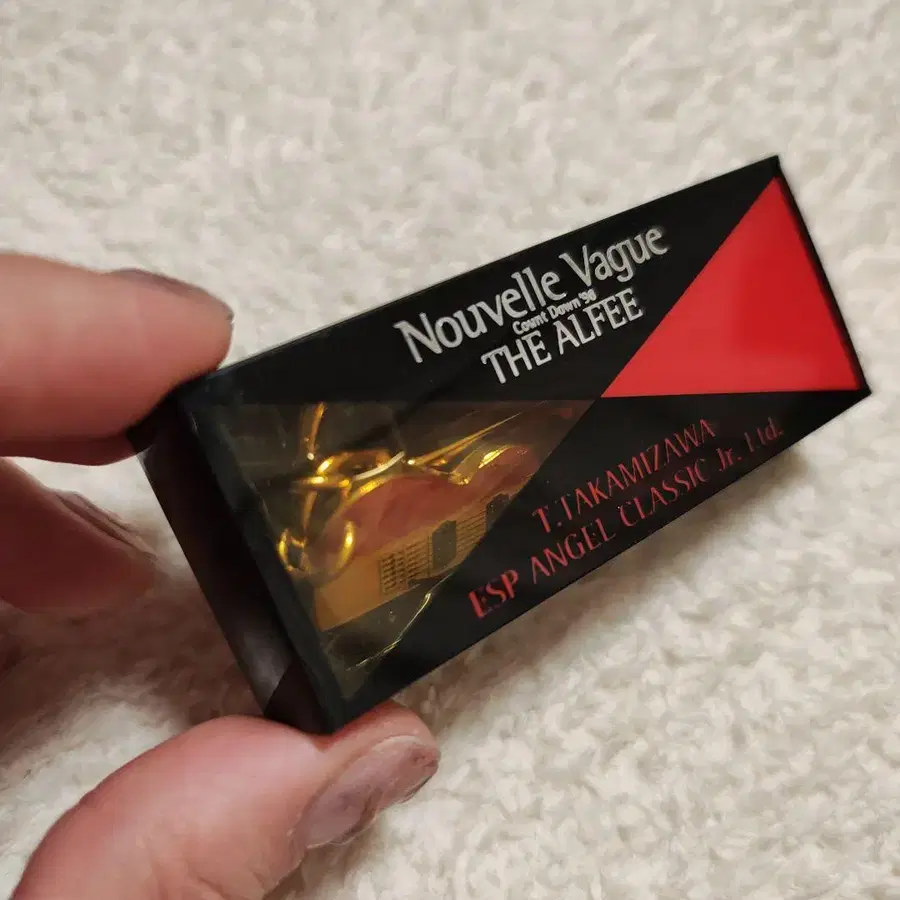 Nouvelle Vague
Count Down '98
THE ALFEE
T.TAKAMIZAWA
ESP ANGEL CLASSIC Jr. Ltd.